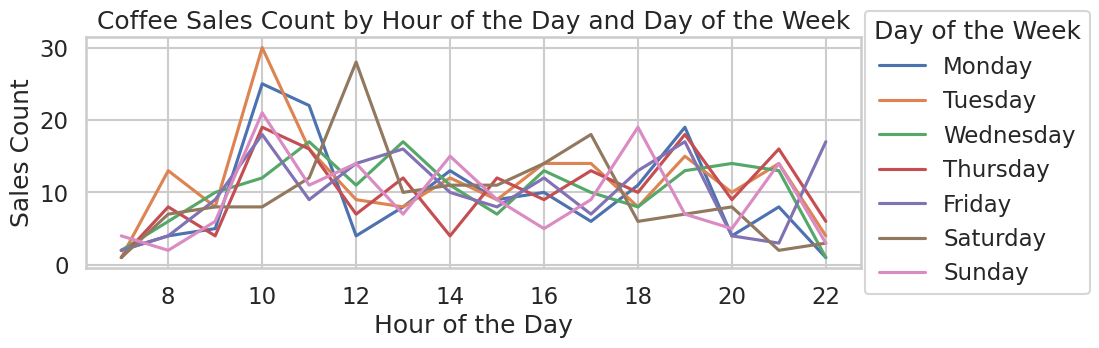 Coffee Sales Count by Hour of the Day and Day of the Week
Sales Count
30
20
10
0
8 10 12 14 16 18 20 22
Hour of the Day
Day of the Week
Monday
Tuesday
Wednesday
Thursday
Friday
Saturday
Sunday